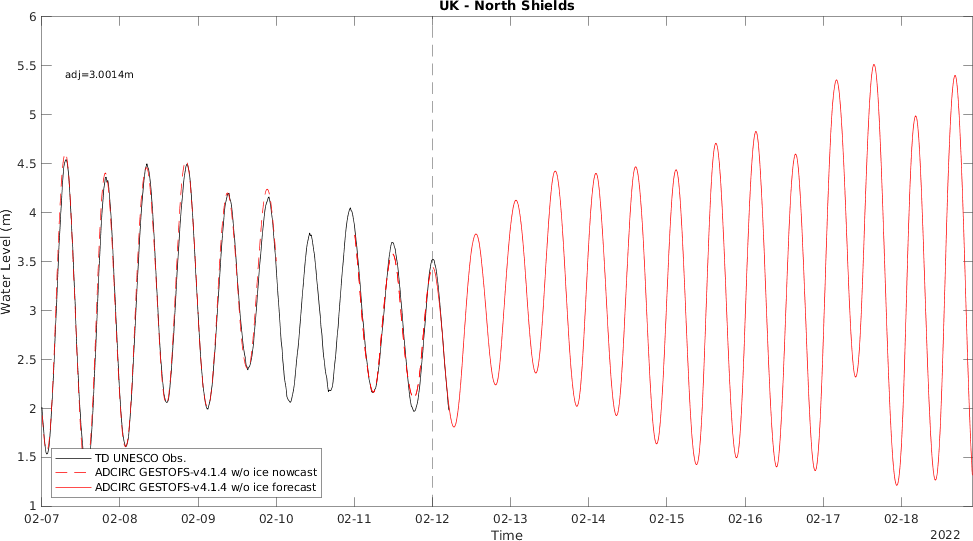 UK - North Shields
adj=3.0014m
Water Level (m)
6
5.5
5
4.5
4
3.5
3
2.5
2
1.5
1
TD UNESCO Obs.
ADCIRC GESTOFS-v4.1.4 w/o ice nowcast
ADCIRC GESTOFS-v4.1.4 w/o ice forecast
02-07 02-08 02-09 02-10 02-11 02-12 02-13 02-14 02-15 02-16 02-17 02-18
Time
2022